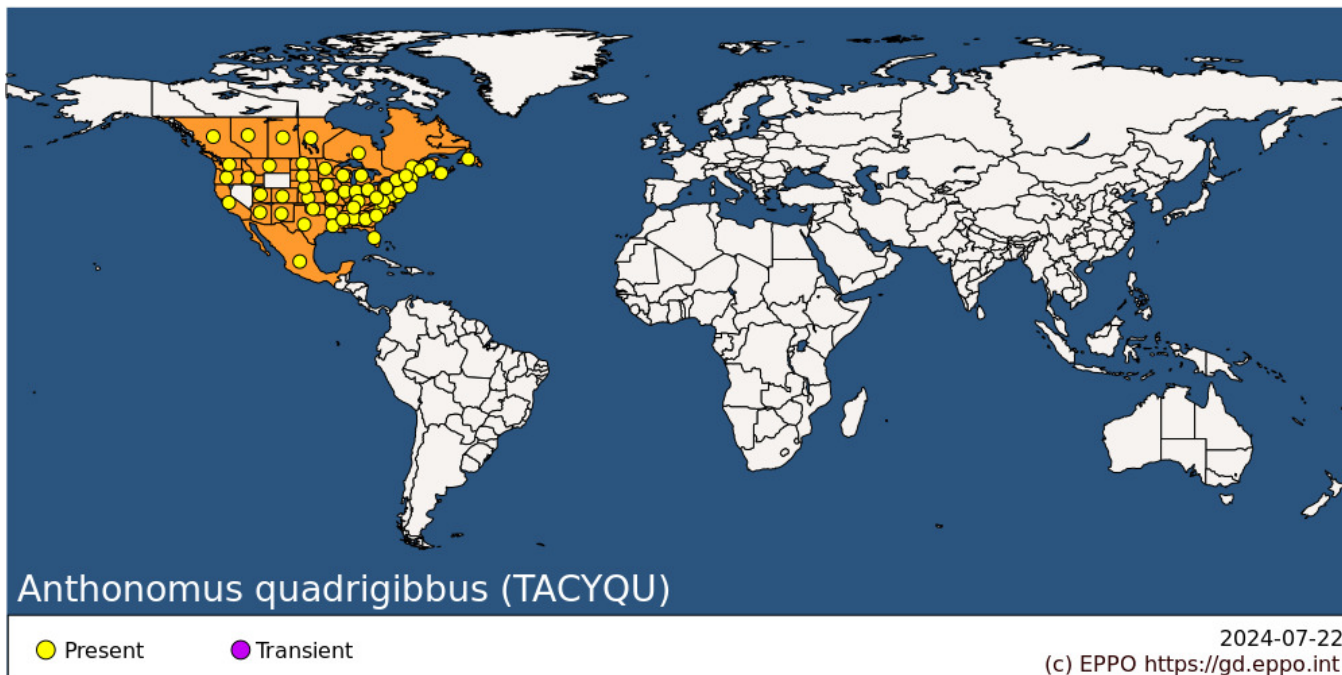 Anthonomus quadrigibbus (TACYQU)
Present
Transient
2024-07-22
(c) EPPO https://gd.eppo.int